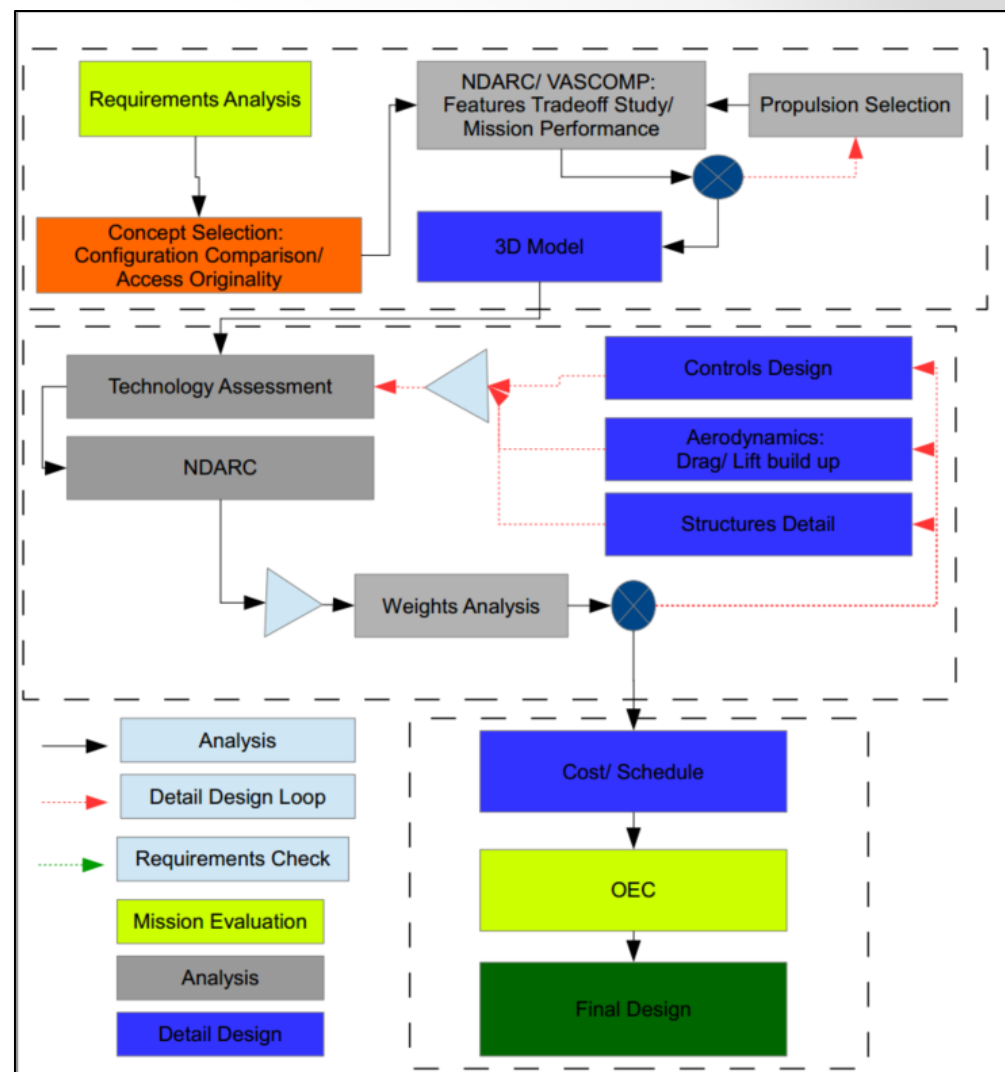 Requirements Analysis
NDARC/ VASCOMP:
Features Tradeoff Study/
Mission Performance
Propulsion Selection
Concept Selection:
Configuration Comparison/
Access Originality
3D Model
Technology Assessment
Controls Design
NDARC
Aerodynamics:
Drag/ Lift build up
Structures Detail
Weights Analysis
Analysis
Detail Design Loop
Requirements Check
Mission Evaluation
Analysis
Detail Design
Cost/ Schedule
OEC
Final Design